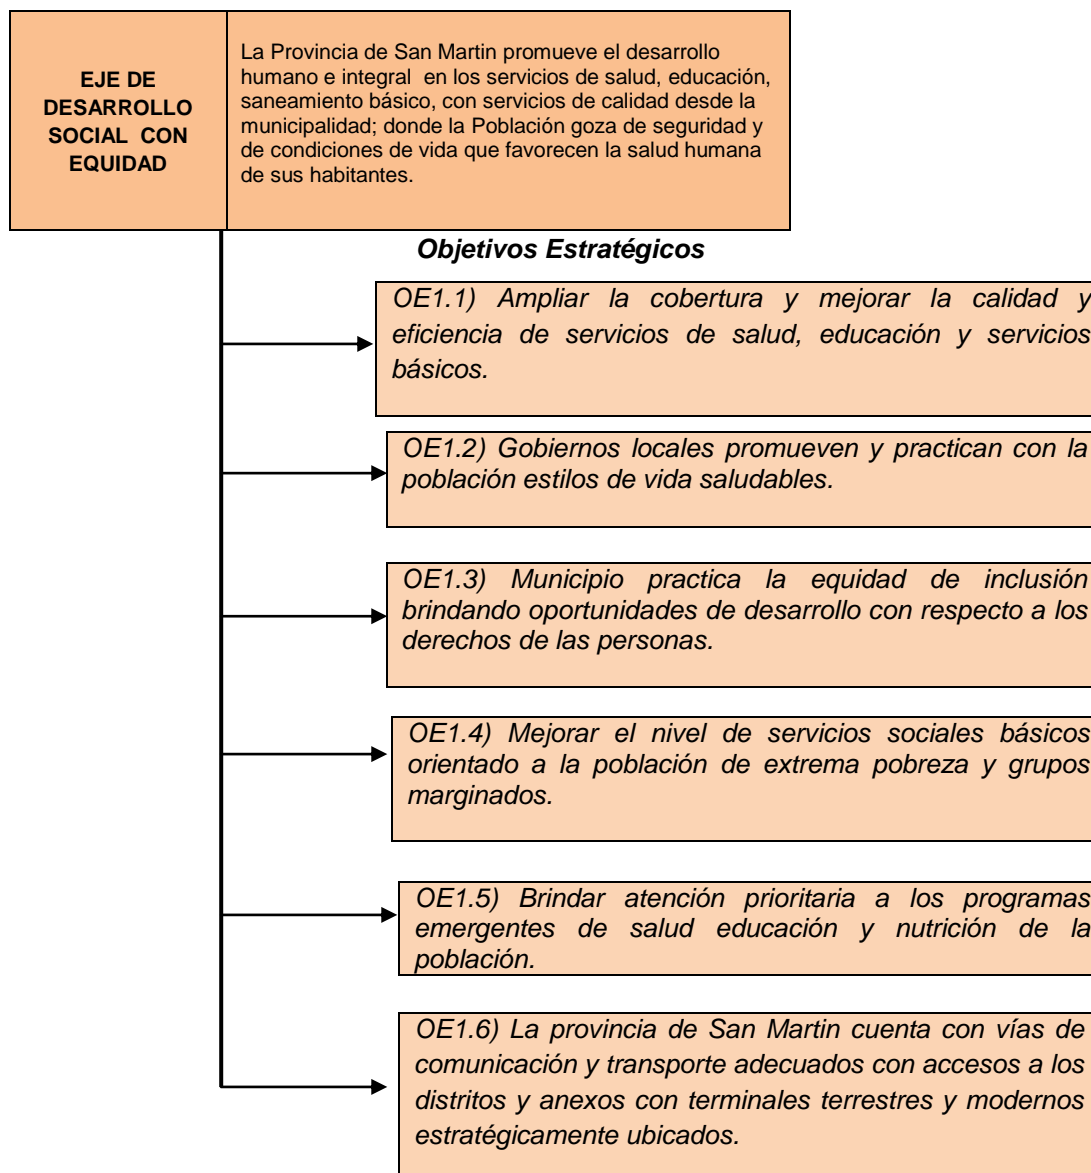 EJE DE
DESARROLLO
SOCIAL CON
EQUIDAD
La Provincia de San Martin promueve el desarrollo
humano e integral en los servicios de salud, educación,
saneamiento básico, con servicios de calidad desde la
municipalidad; donde la Población goza de seguridad y
de condiciones de vida que favorecen la salud humana
de sus habitantes.
Objetivos Estratégicos
OE1.1) Ampliar la cobertura y mejorar la calidad y
eficiencia de servicios de salud, educación y servicios
básicos.
OE1.2) Gobiernos locales promueven y practican con la
población estilos de vida saludables.
OE1.3) Municipio practica la equidad de inclusión
brindando oportunidades de desarrollo con respecto a los
derechos de las personas.
OE1.4) Mejorar el nivel de servicios sociales básicos
orientado a la población de extrema pobreza y grupos
marginados.
OE1.5) Brindar atención prioritaria a los programas
emergentes de salud educación y nutrición de la
población.
OE1.6) La provincia de San Martin cuenta con vías de
comunicación y transporte adecuados con accesos a los
distritos y anexos con terminales terrestres y modernos
estratégicamente ubicados.